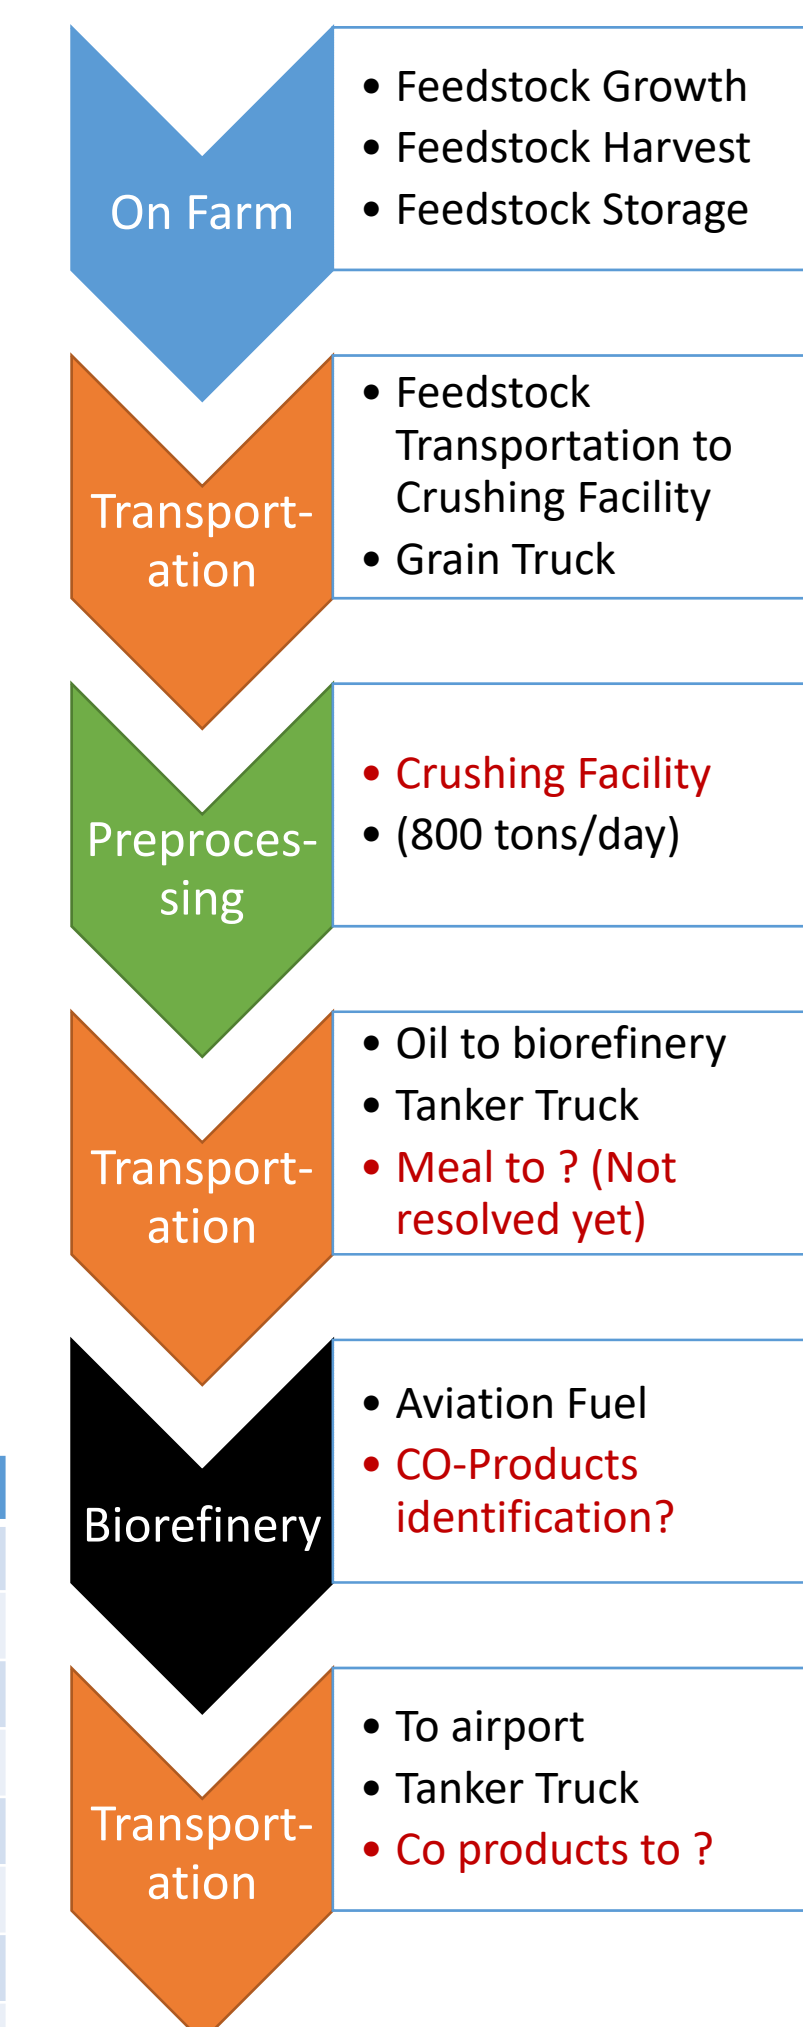 On Farm
• Feedstock Growth
• Feedstock Harvest
• Feedstock Storage
Transport-
ation
• Feedstock
Transportation to
Crushing Facility
• Grain Truck
Preproces-
sing
• Crushing Facility
• (800 tons/day)
Transport-
ation
• Oil to biorefinery
• Tanker Truck
• Meal to ? (Not
resolved yet)
Biorefinery
• Aviation Fuel
• CO-Products
identification?
Transport-
ation
• To airport
• Tanker Truck
• Co products to ?